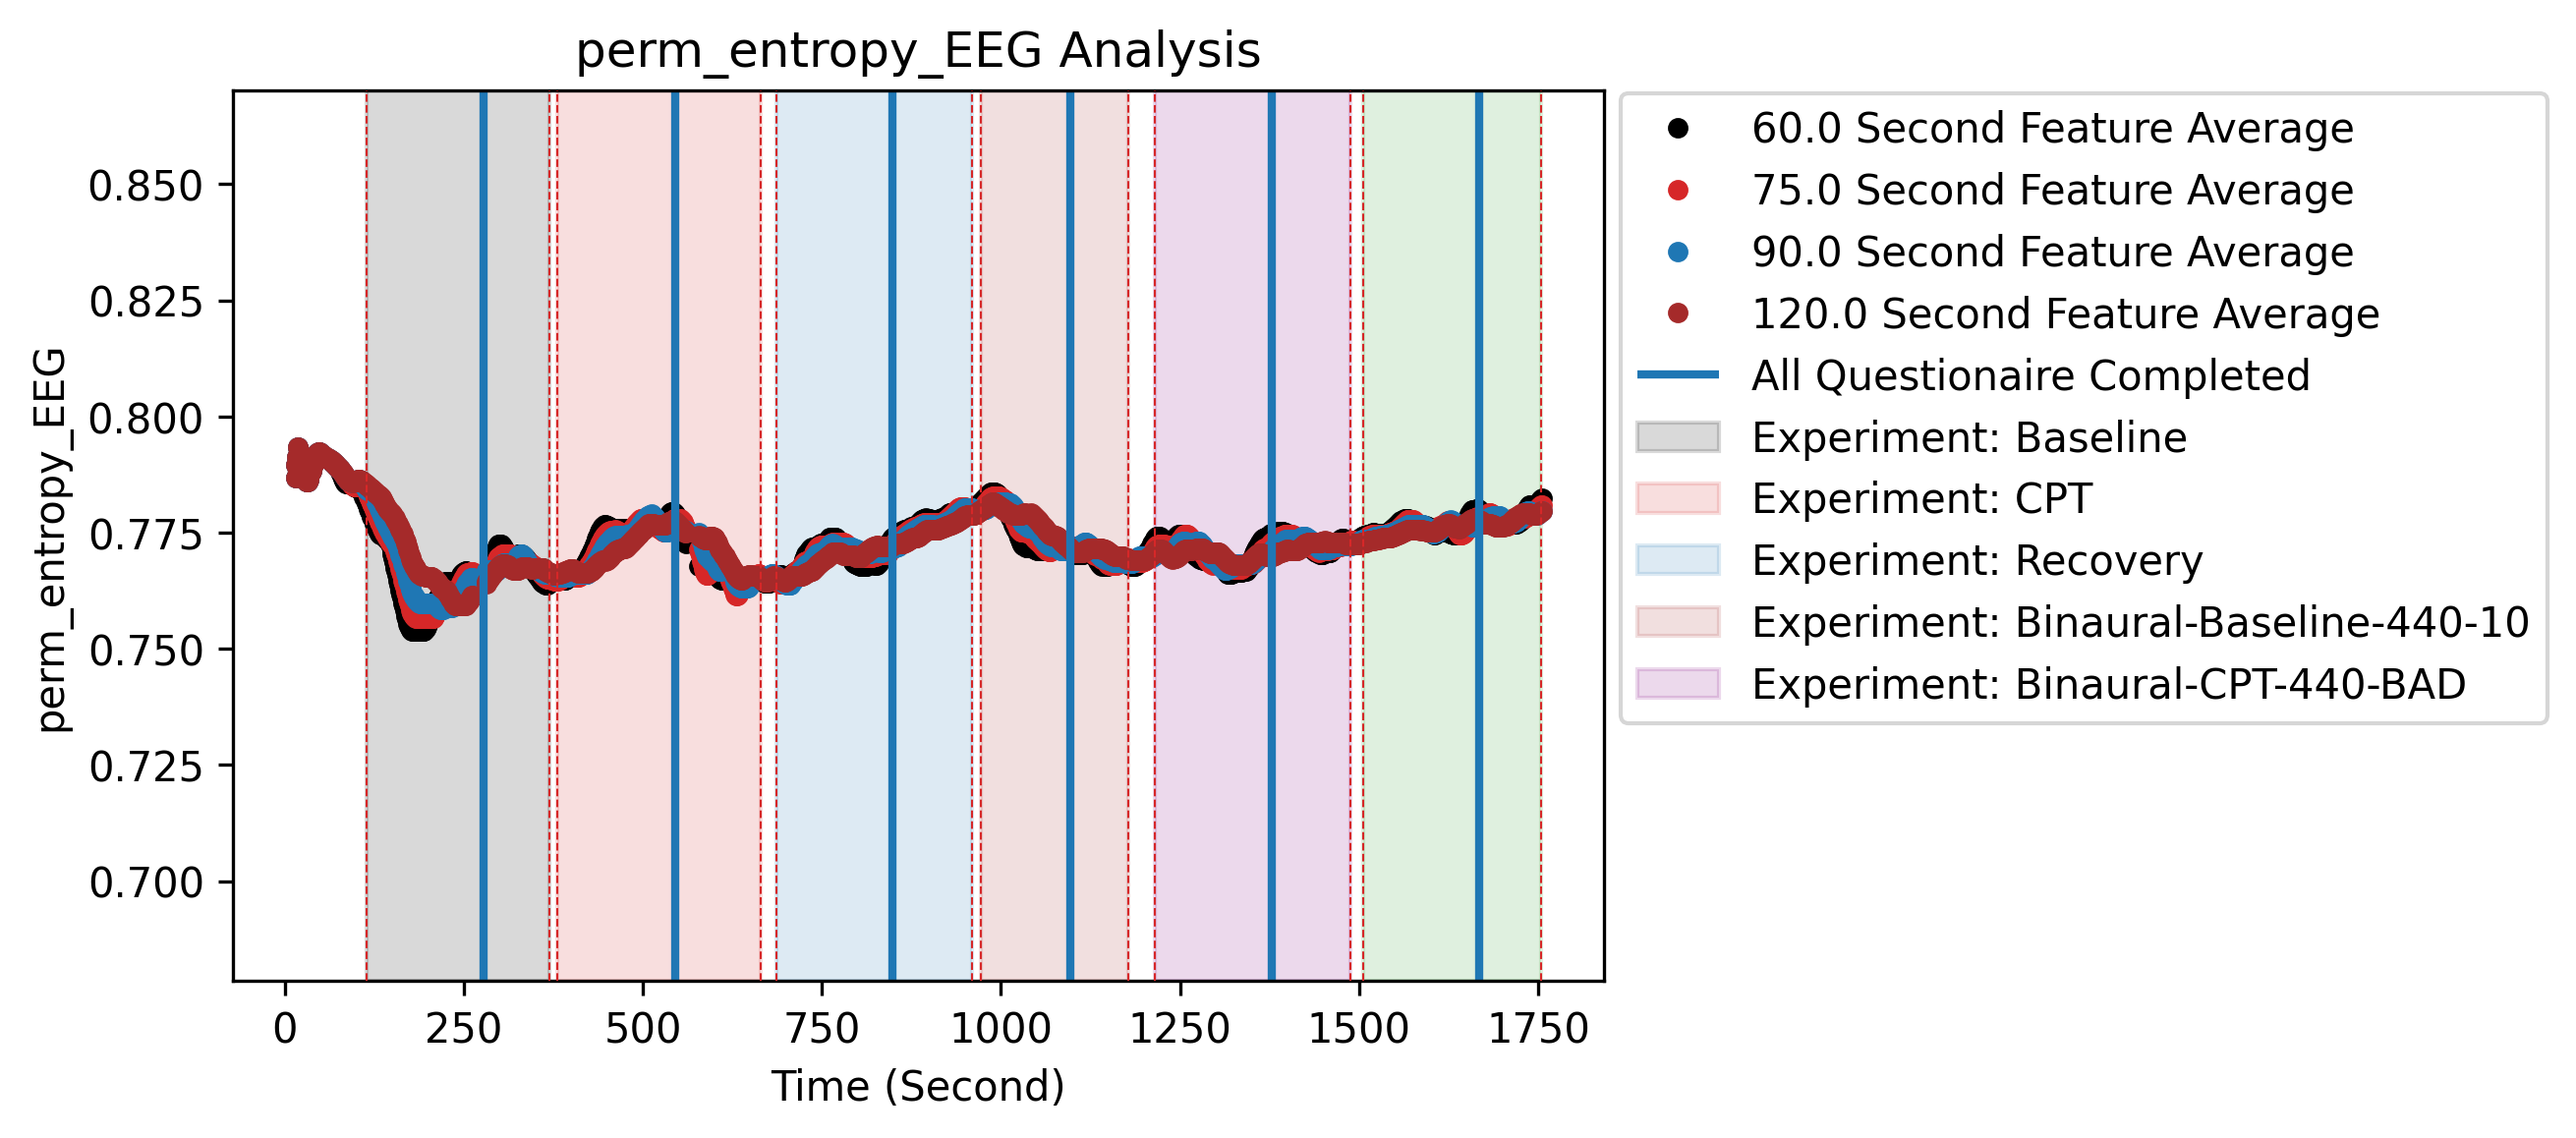 perm_entropy_EEG Analysis
perm_entropy_EEG
0.850
0.825
0.800
0.775
0.750
0.725
0.700
0
250
500
750
1000
1250
1500
1750
Time (Second)
60.0 Second Feature Average
75.0 Second Feature Average
90.0 Second Feature Average
120.0 Second Feature Average
All Questionaire Completed
Experiment: Baseline
Experiment: CPT
Experiment: Recovery
Experiment: Binaural-Baseline-440-10
Experiment: Binaural-CPT-440-BAD